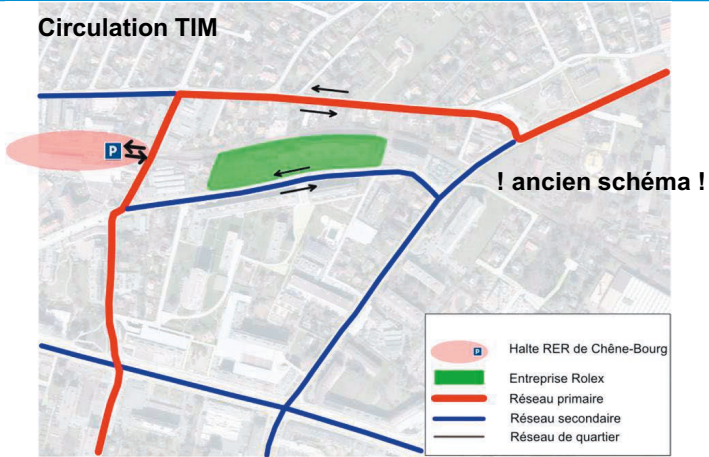 Circulation TIM
P
! ancien schéma !
P Halte RER de Chêne-Bourg
Entreprise Rolex
Réseau primaire
Réseau secondaire
Réseau de quartier